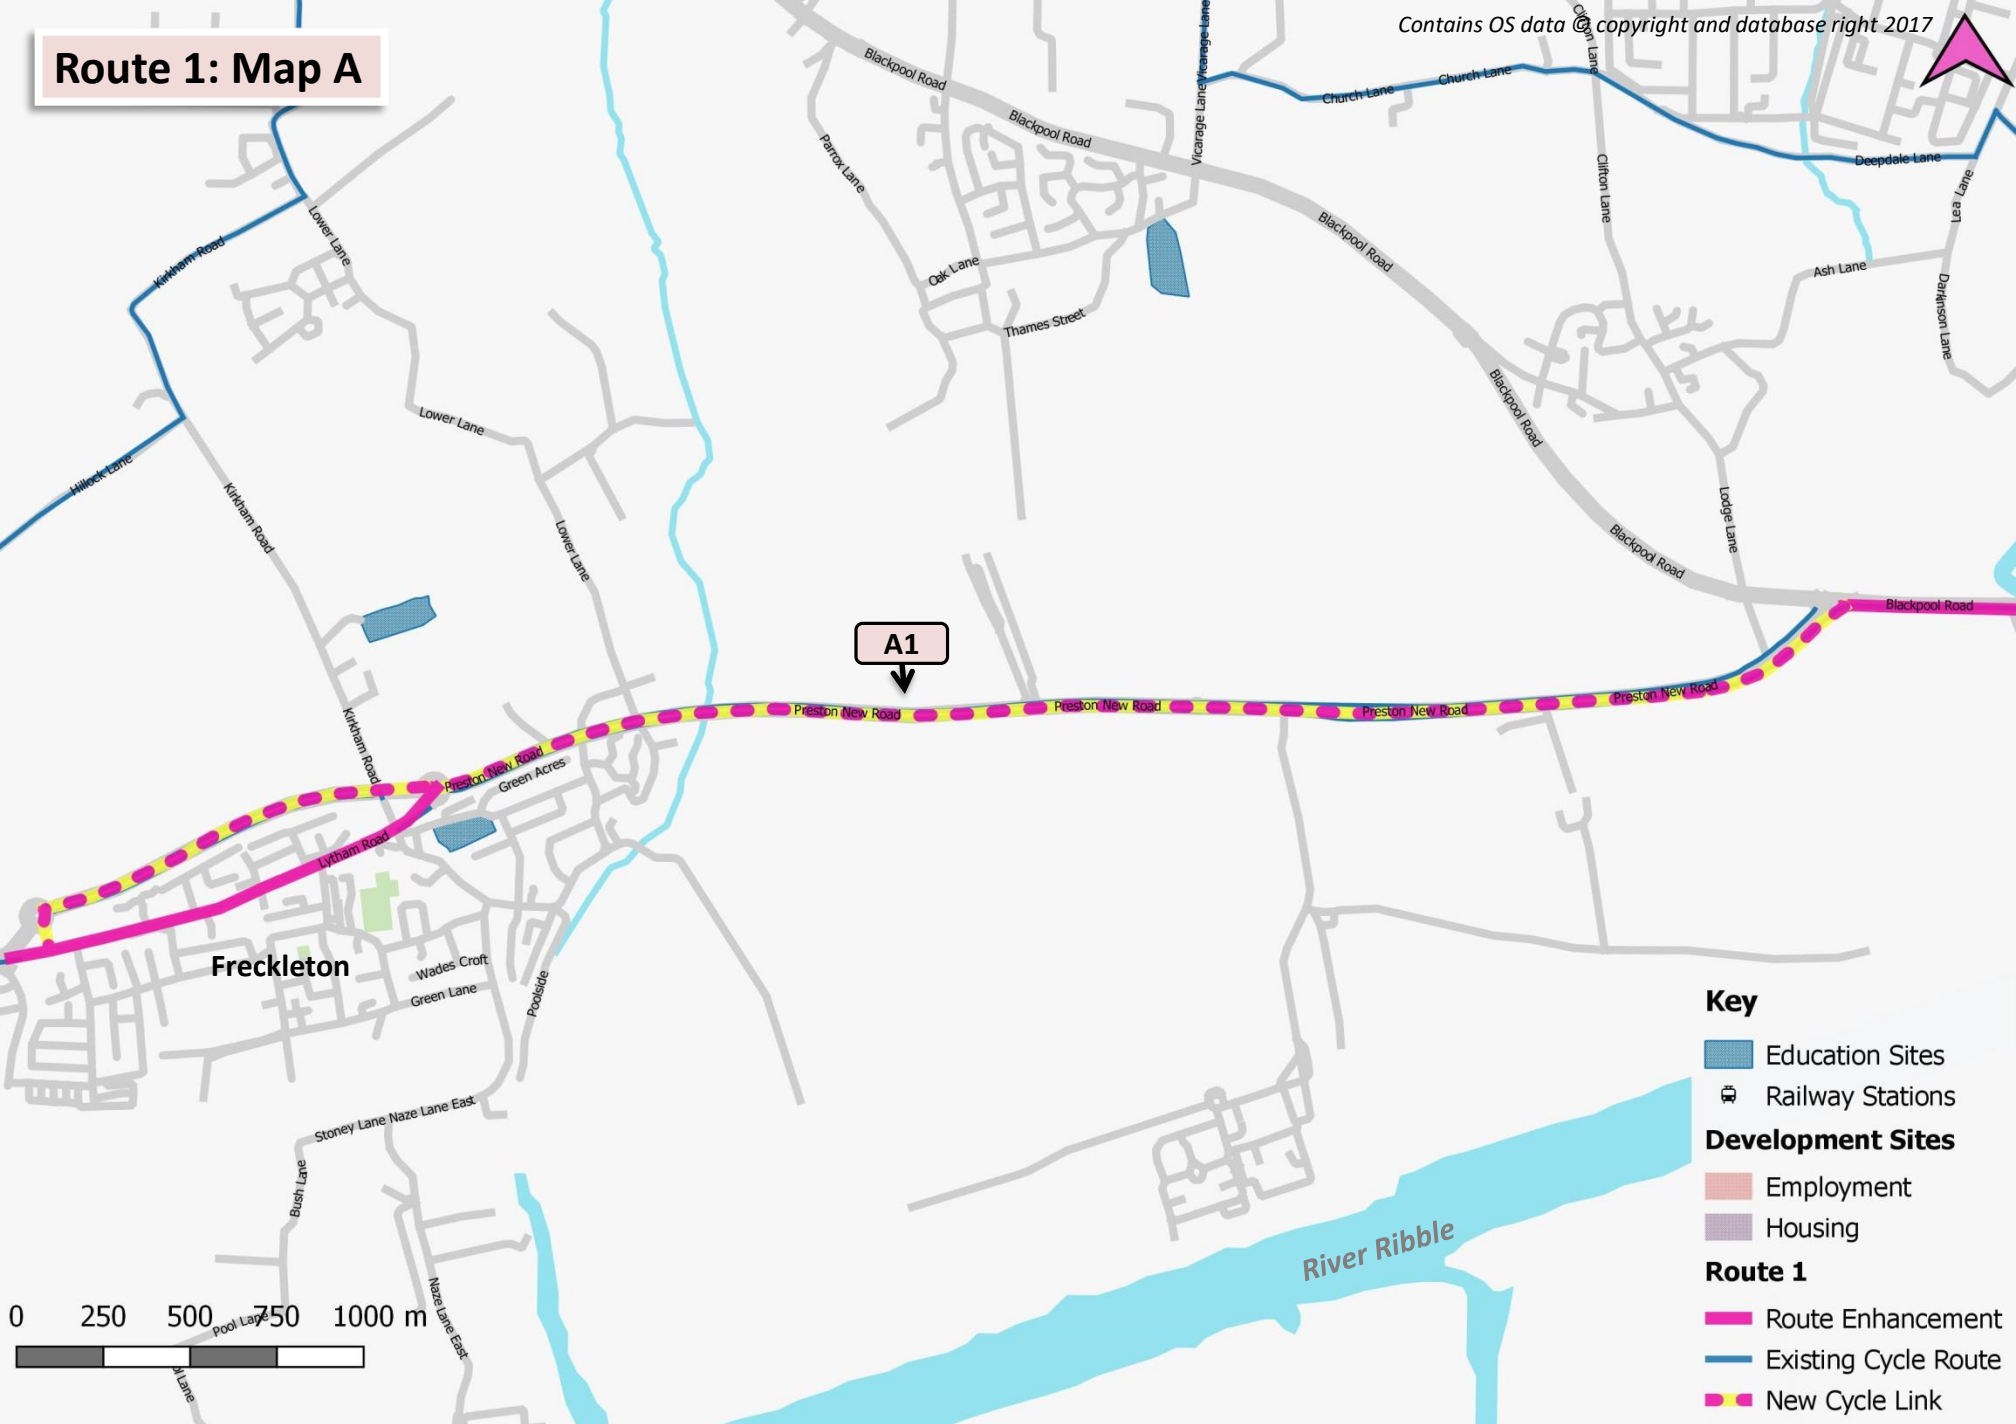 Contains OS data © copyright and database right 2017
Route 1: Map A
Blackpool Road
Vicarage Lane
Vicarage Lane
Clifton Lane
Church Lane
Church Lane
Blackpool Road
Parrox Lane
Clifton Lane
Deepdale Lane
Lea Lane
Lower Lane
Kirkham Road
Blackpool Road
Oak Lane
Ash Lane
Darkinson Lane
Thames Street
Lower Lane
Blackpool Road
Hillock Lane
Kirkham Road
Lower Lane
Lodge Lane
Blackpool Road
Blackpool Road
A1
Preston New Road
Preston New Road
Preston New Road
Preston New Road
Kirkham Road
Preston New Road
Green Acres
Lytham Road
Freckleton
Wades Croft
Green Lane
Poolside
Stoney Lane
Naze Lane East
Bush Lane
River Ribble
Naze Lane East
Pool Lane
0 250 500 750 1000 m
Key
Education Sites
Railway Stations
Development Sites
Employment
Housing
Route 1
Route Enhancement
Existing Cycle Route
New Cycle Link